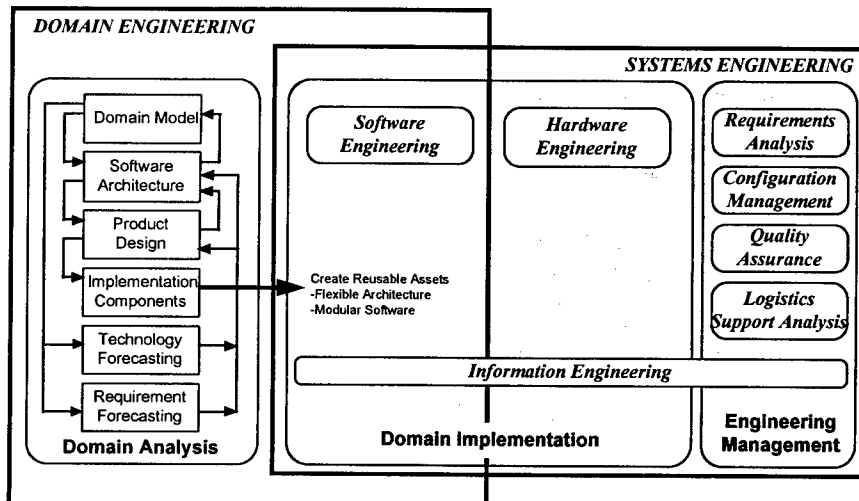 DOMAIN ENGINEERING
SYSTEMS ENGINEERING
Domain Model
Software
Architecture
Product
Design
Implementation
Components
Technology
Forecasting
Requirement
Forecasting
Domain Analysis
Software
Engineering
Hardware
Engineering
Create Reusable Assets
-Flexible Architecture
-Modular Software
Information Engineering
Domain Implementation
Requirements
Analysis
Configuration
Management
Quality
Assurance
Logistics
Support Analysis
Engineering
Management